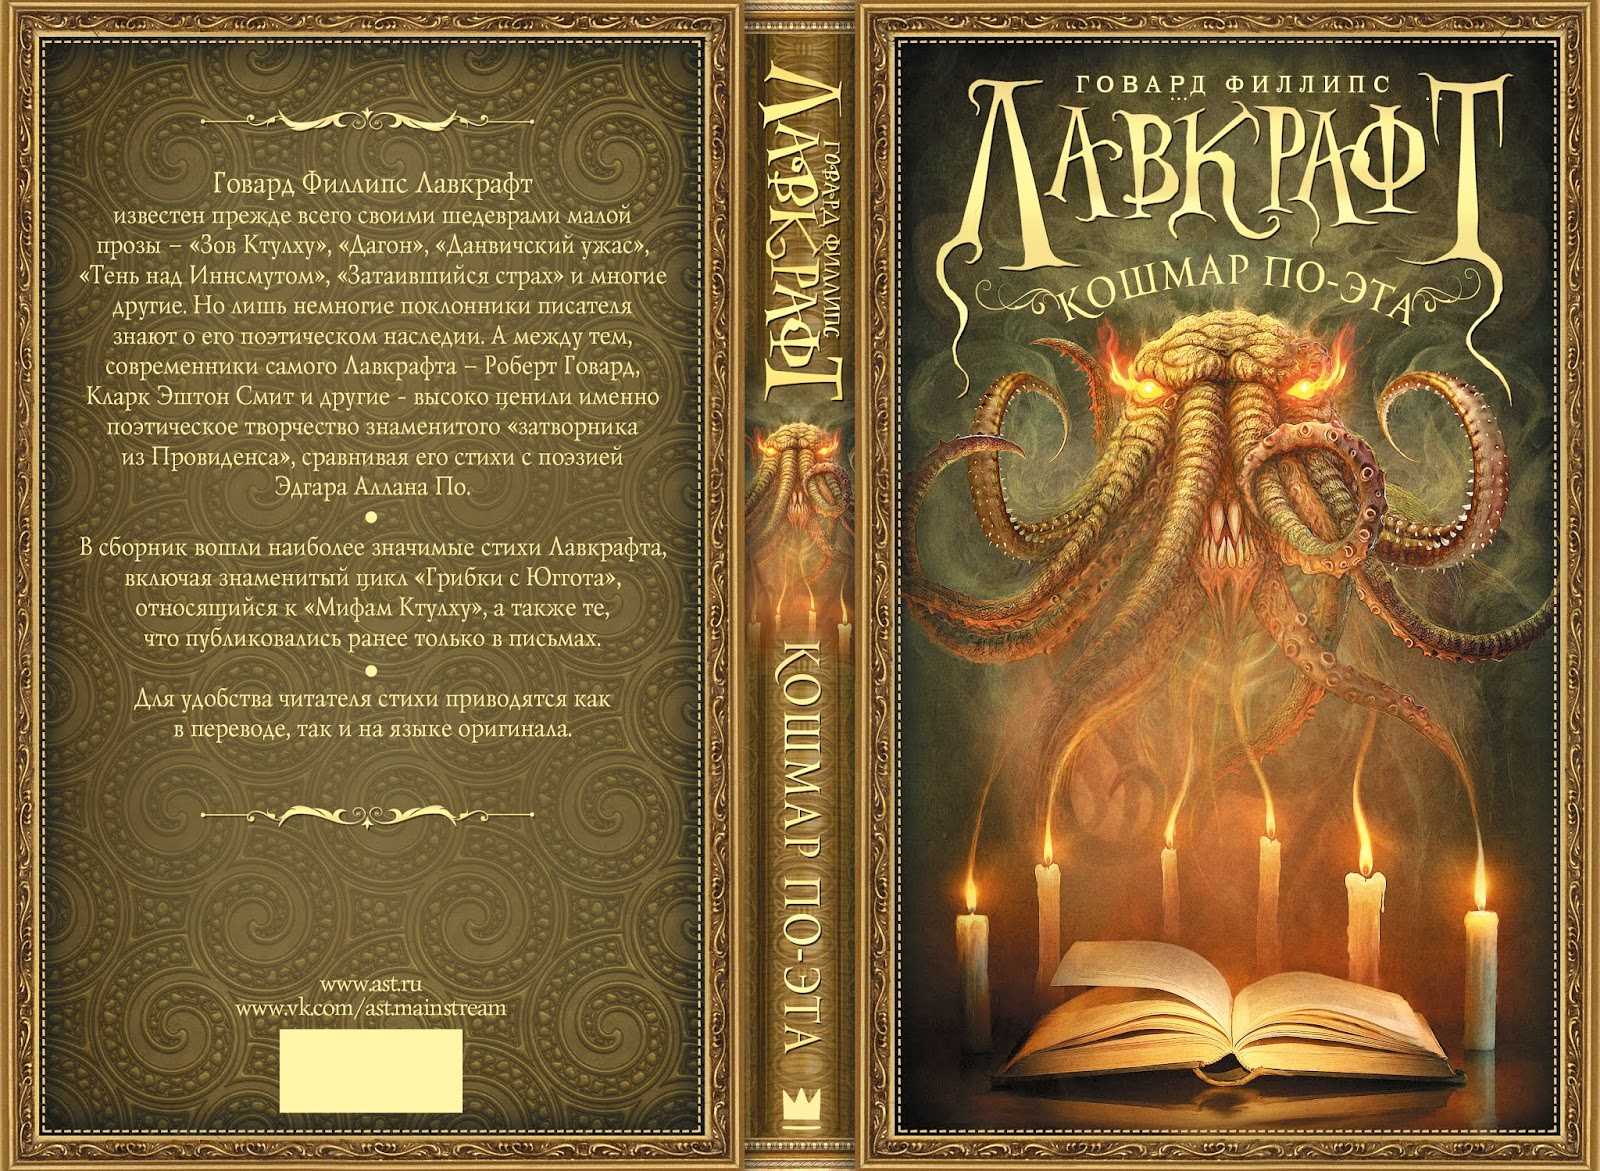 Говард Филлипс Лавкрафт
известен прежде всего своими шедеврами малой
прозы – «Зов Ктулху», «Дагон», «Данвичский ужас»,
«Тень над Иннсмутом», «Затаившийся страх» и многие
другие. Но лишь немногие поклонники писателя
знают о его поэтическом наследии. А между тем,
современники самого Лавкрафта – Роберт Говард,
Кларк Эштон Смит и другие - высоко ценили именно
поэтическое творчество знаменитого «затворника
из Провиденса», сравнивая его стихи с поэзией
Эдгара Аллана По.
В сборник вошли наиболее значимые стихи Лавкрафта,
включая знаменитый цикл «Грибки с Юггота»,
относящийся к «Мифам Ктулху», а также те,
что публиковались ранее только в письмах.
Для удобства читателя стихи приводятся как
в переводе, так и на языке оригинала.
www.ast.ru
www.vk.com/ast.mainstream
ГОВАРД ФИЛЛИПС
ЛАВКРАФТ
КОШМАР ПО-ЭТА
ГОВАРД ФИЛЛИПС
ЛАВКРАФТ
КОШМАР ПО-ЭТА